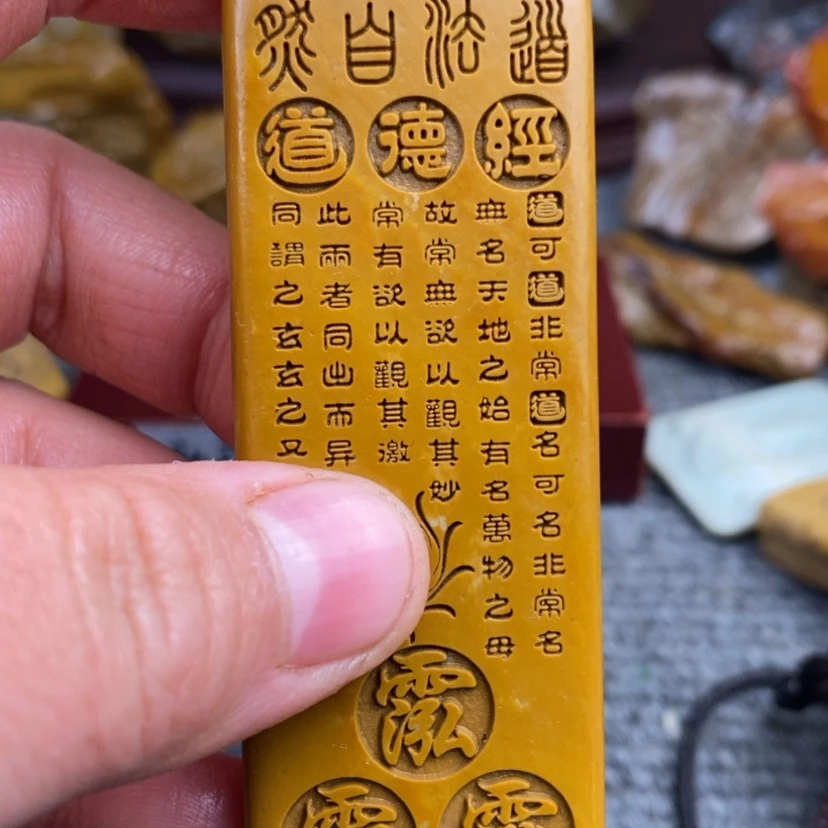 道法自然
道德經
道可道非常道名可名非常名
無名天地之始有名萬物之母
故常無欲以觀其妙
常有欲以觀其徼
此兩者同出而异
同謂之玄玄之又